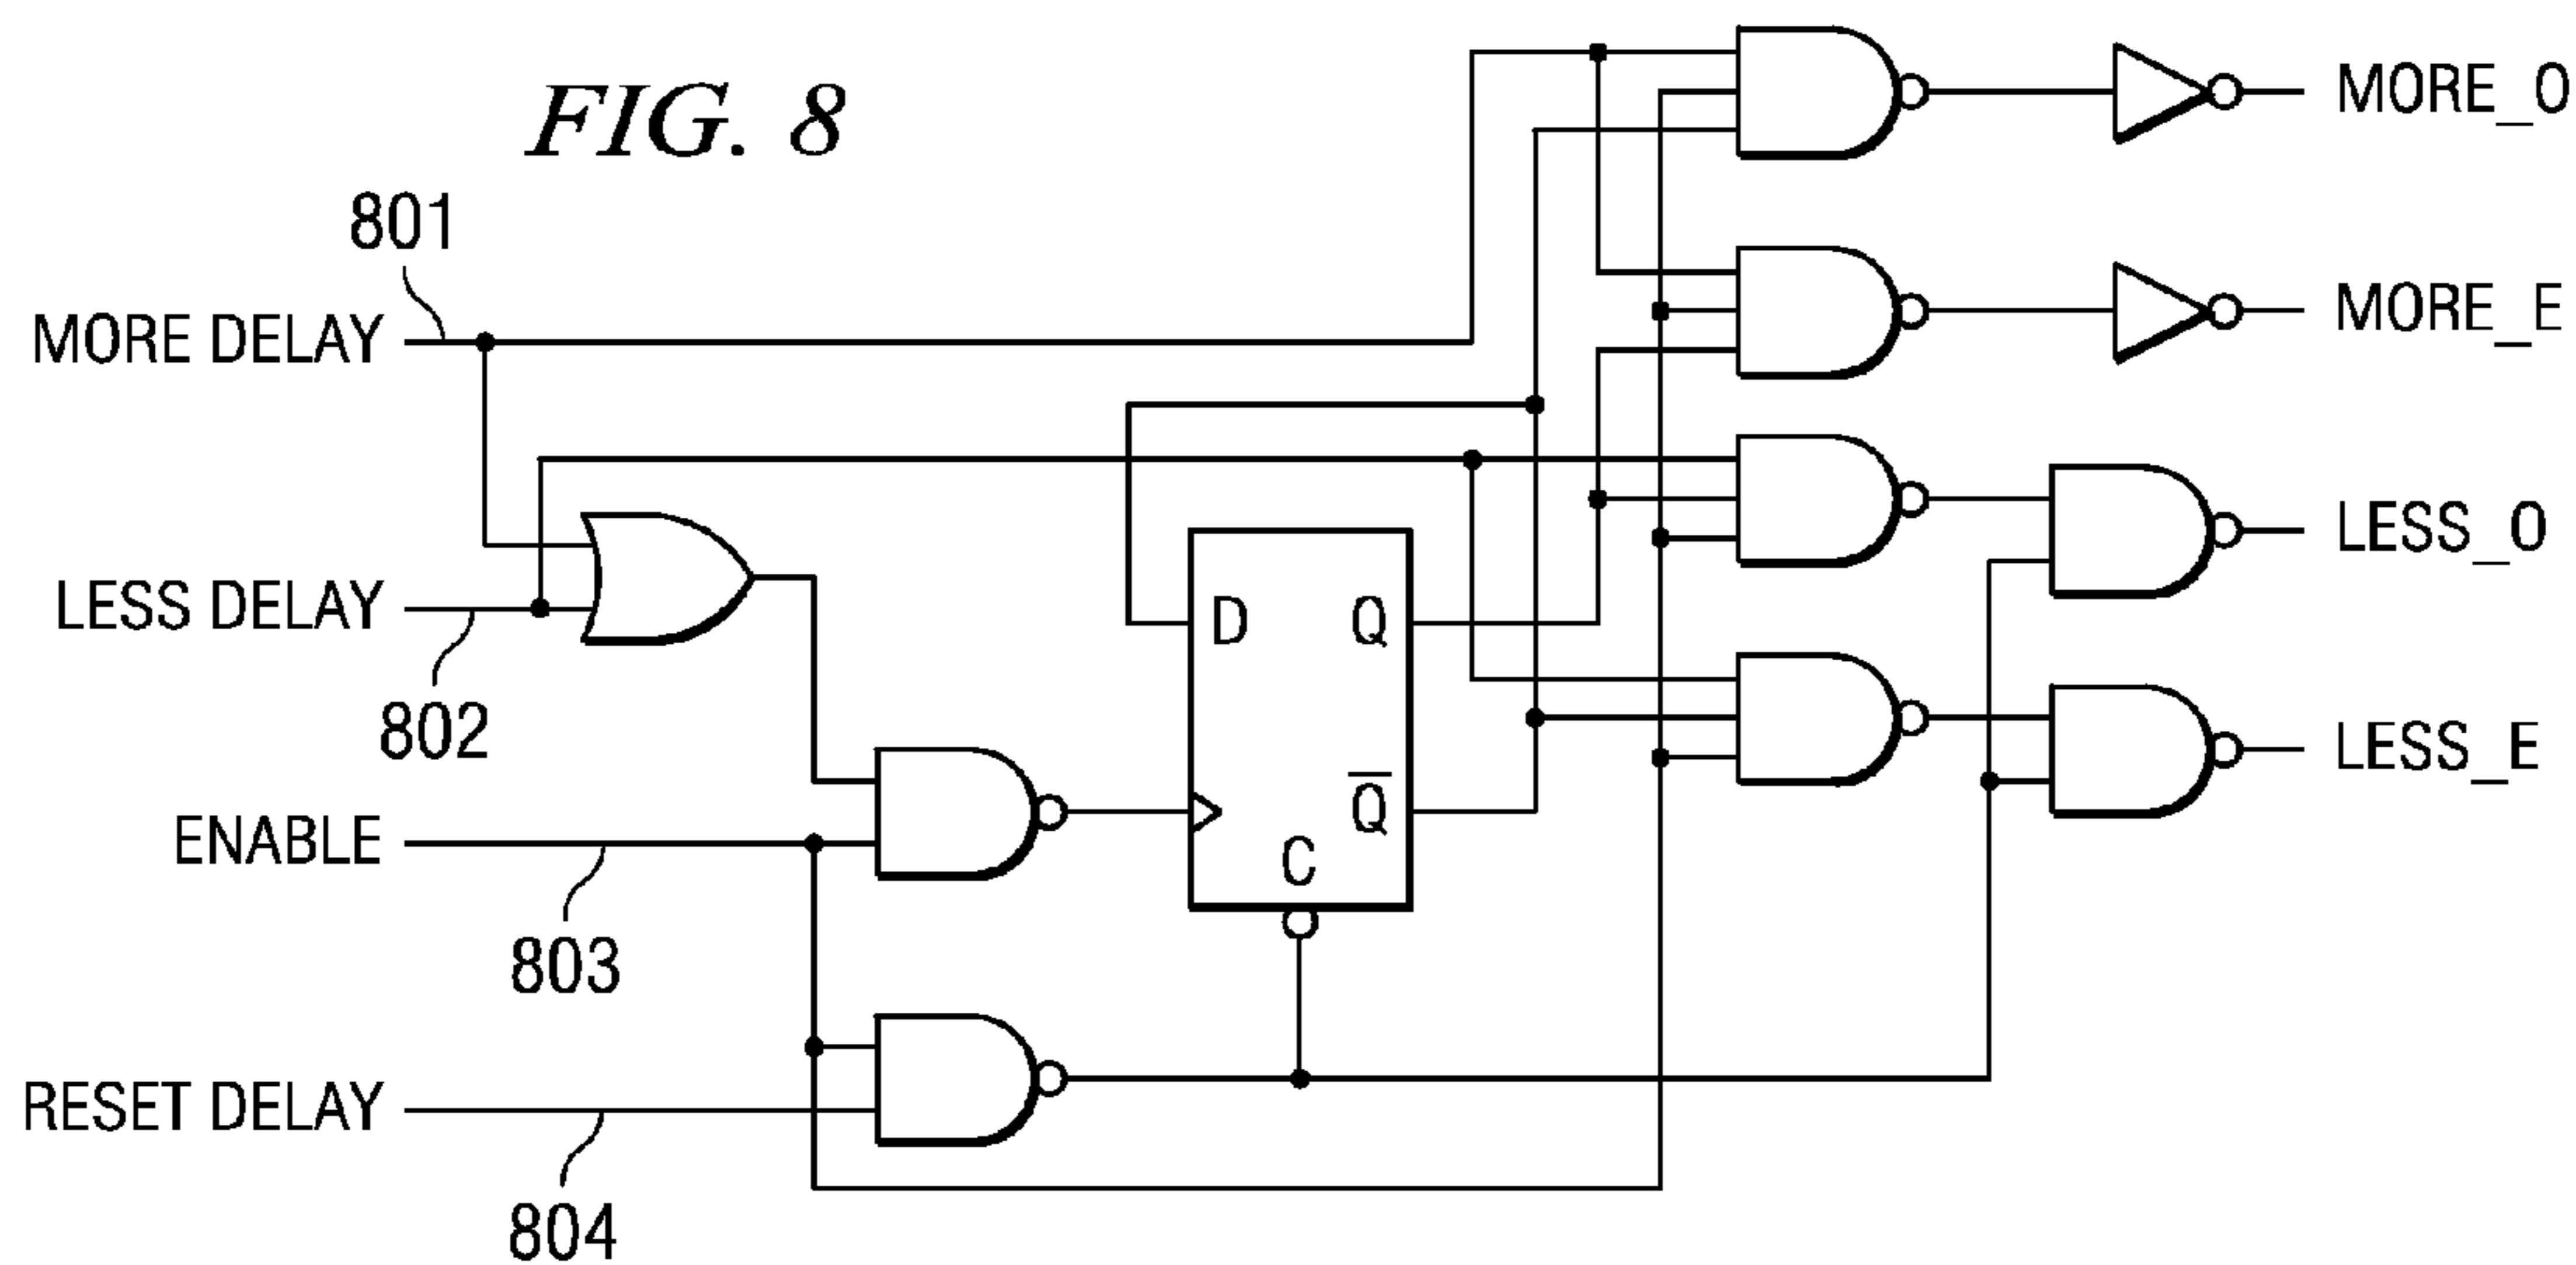 FIG. 8
801
MORE DELAY
LESS DELAY
802
ENABLE
803
RESET DELAY
804
D
Q
Q̅
C
MORE_O
MORE_E
LESS_O
LESS_E